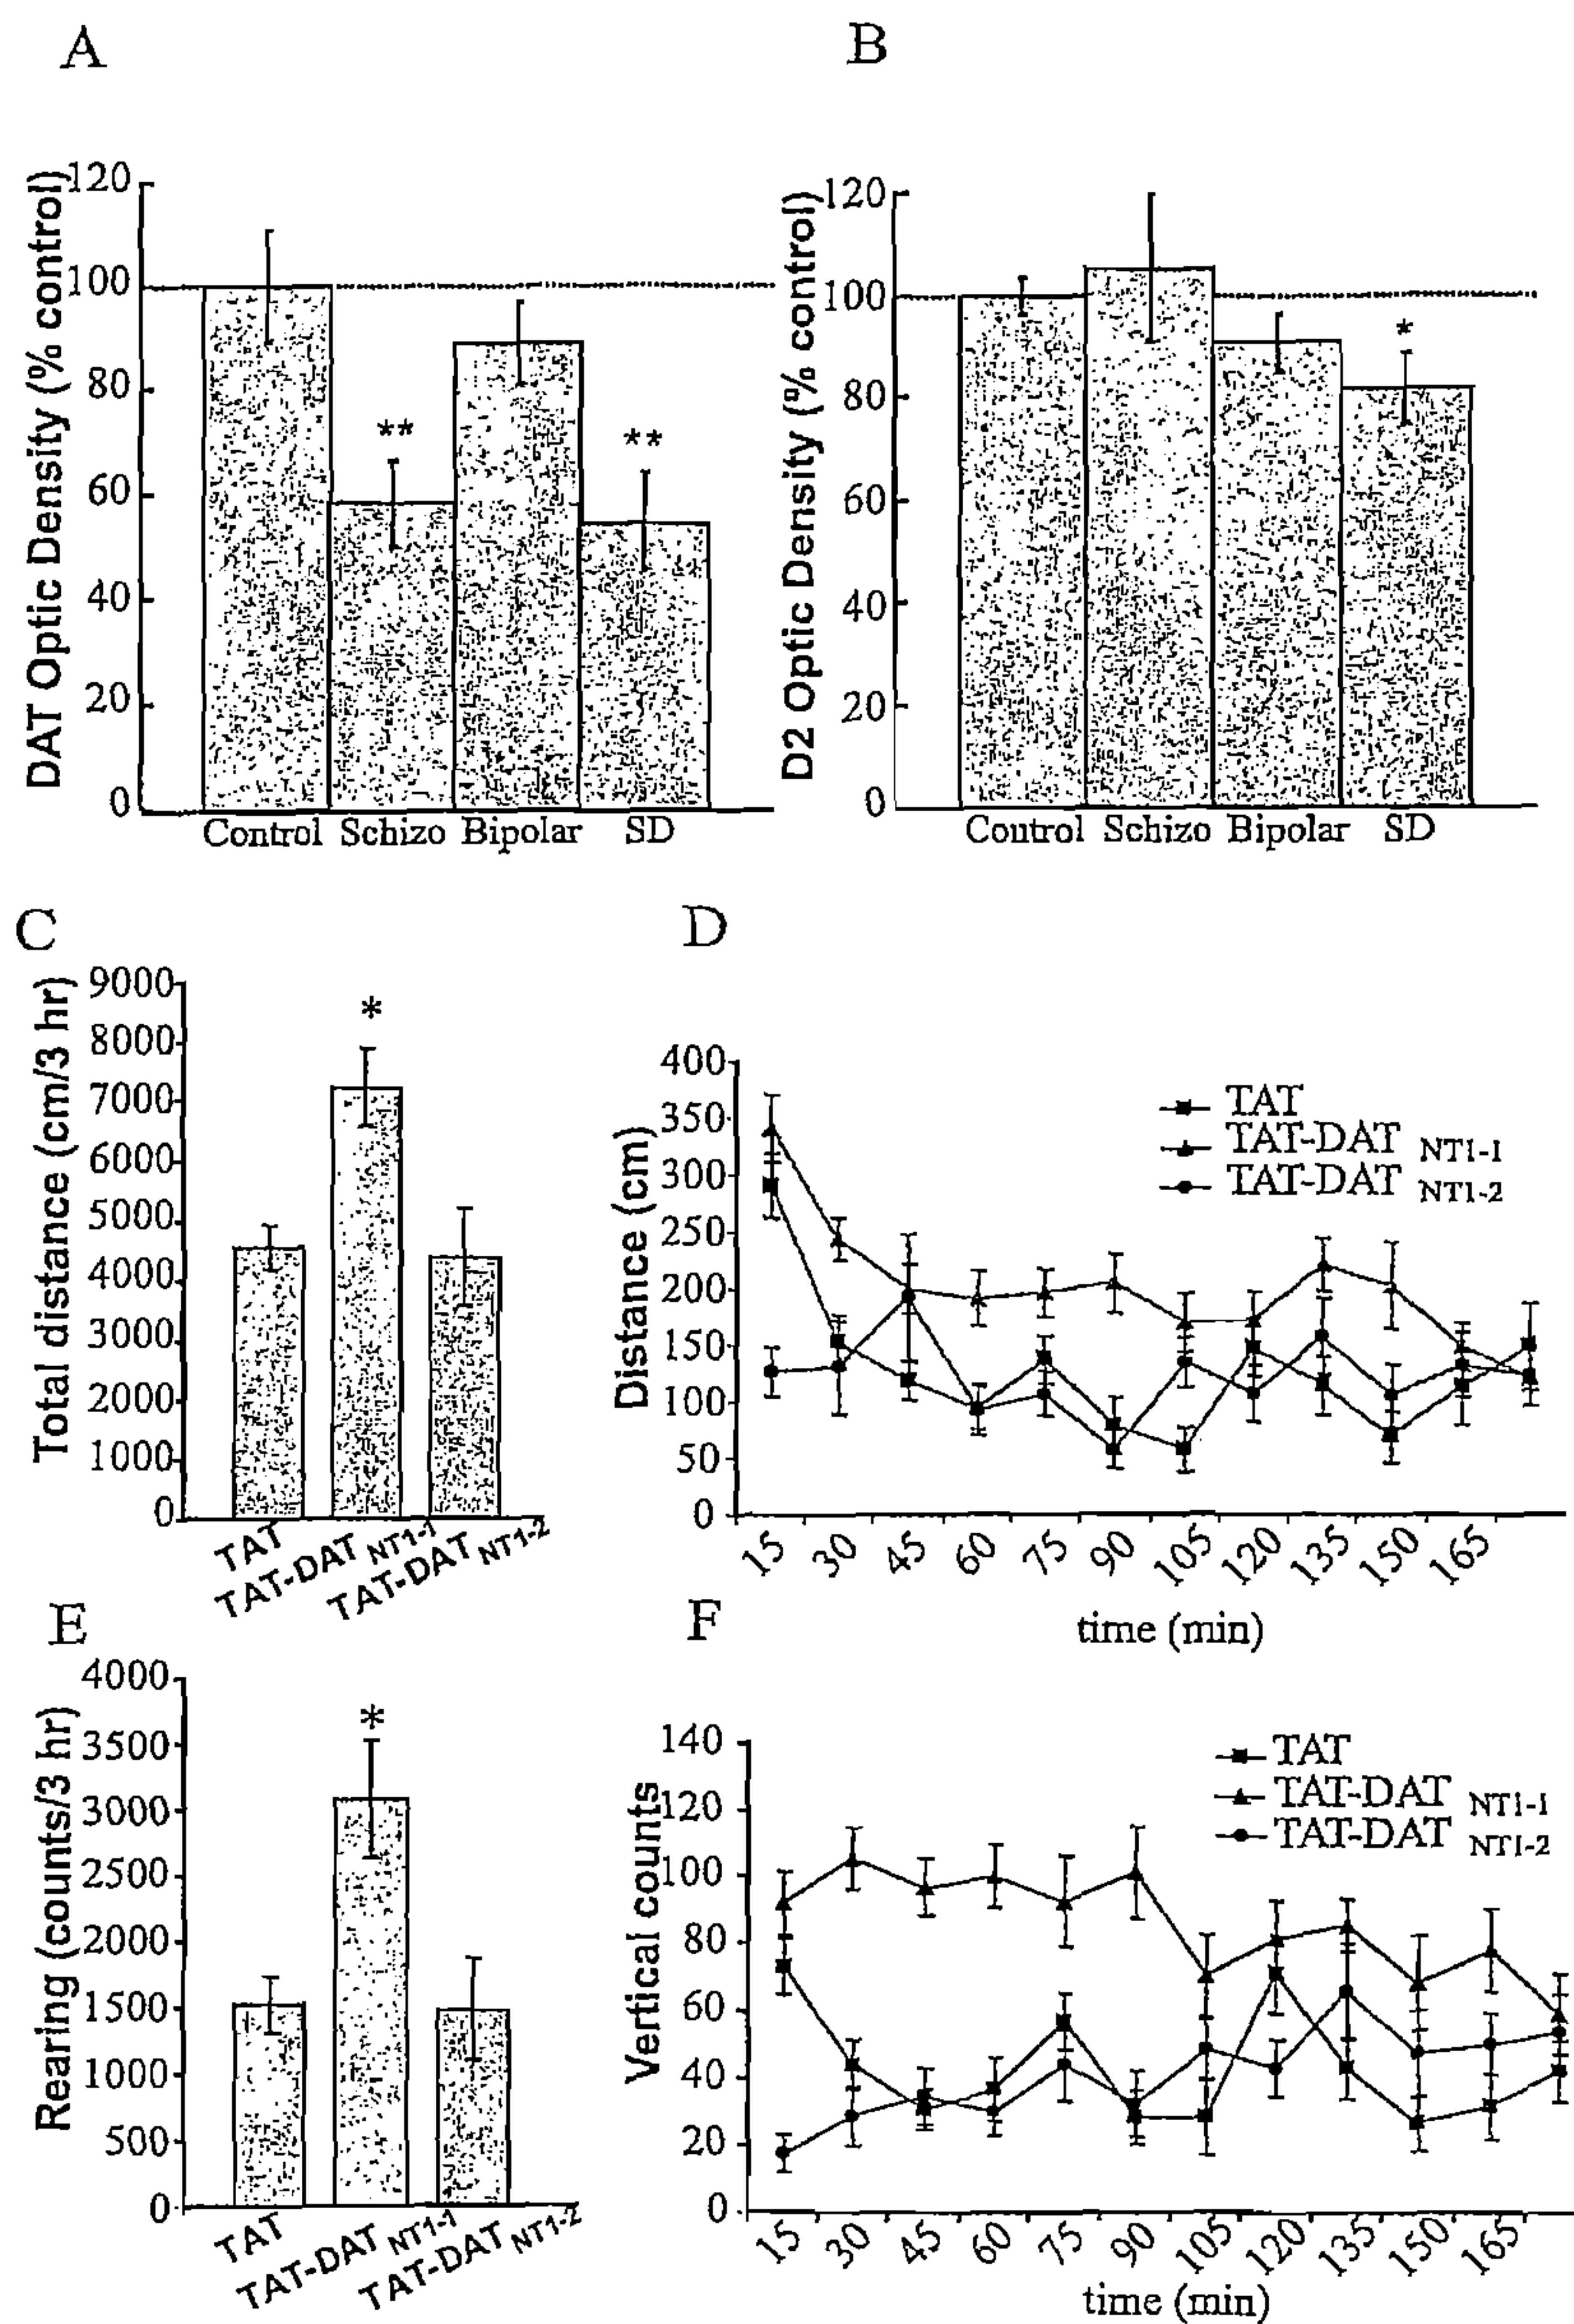 A
DAT Optic Density (% control)
120
100
80
60
40
20
0
**
**
Control Schizo Bipolar SD
B
D2 Optic Density (% control)
120
100
80
60
40
20
0
*
Coutrol Schizo Bipolar SD
C
Total distance (cm/3 hr)
9000
8000
7000
6000
5000
4000
3000
2000
1000
0
*
TAT
TAT-DAT NT1-1
TAT-DAT NT1-2
D
Distance (cm)
400
350
300
250
200
150
100
50
0
TAT
TAT-DAT NT1-1
TAT-DAT NT1-2
15 30 45 60 75 90 105 120 135 150 165
time (min)
E
Rearing (counts/3 hr)
4000
3500
3000
2500
2000
1500
1000
500
0
*
TAT
TAT-DAT NT1-1
TAT-DAT NT1-2
F
Vertical counts
140
120
100
80
60
40
20
0
TAT
TAT-DAT NT1-1
TAT-DAT NT1-2
15 30 45 60 75 90 105 120 135 150 165
time (min)